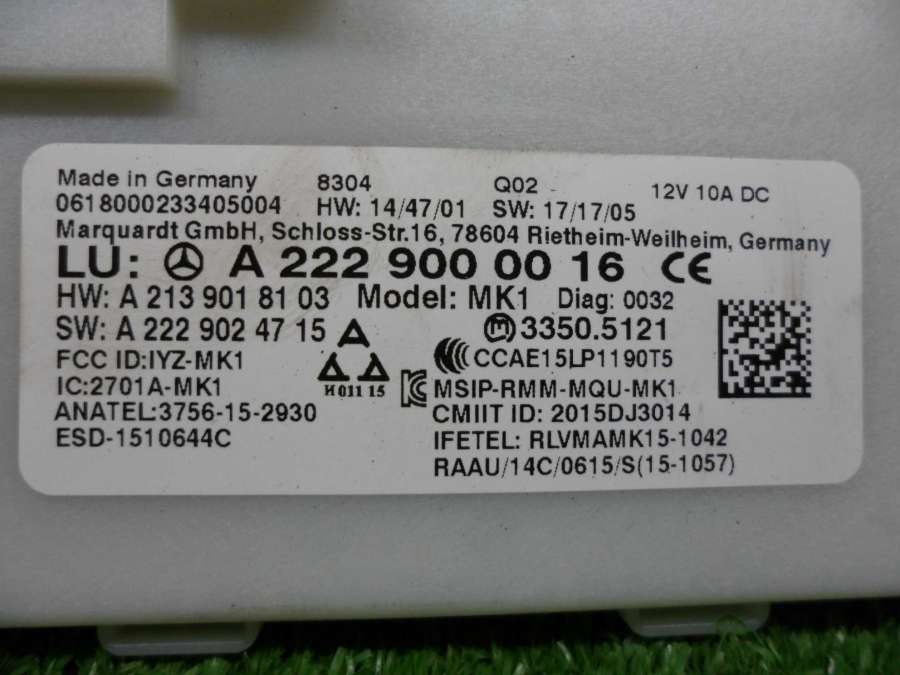 Made in Germany 8304 Q02 12V 10A DC
0618000233405004 HW: 14/47/01 SW: 17/17/05
Marquardt GmbH, Schloss-Str.16, 78604 Rietheim-Weilheim, Germany
LU: A 222 900 00 16 CE
HW: A 213 901 81 03 Model: MK1 Diag: 0032
SW: A 222 902 47 15 3350.5121
FCC ID:IYZ-MK1 CCAE15LP1190T5
IC:2701A-MK1 H 011 15 MSIP-RMM-MQU-MK1
ANATEL:3756-15-2930 CMIIT ID: 2015DJ3014
ESD-1510644C IFETEL: RLVMAMK15-1042
RAAU/14C/0615/S(15-1057)